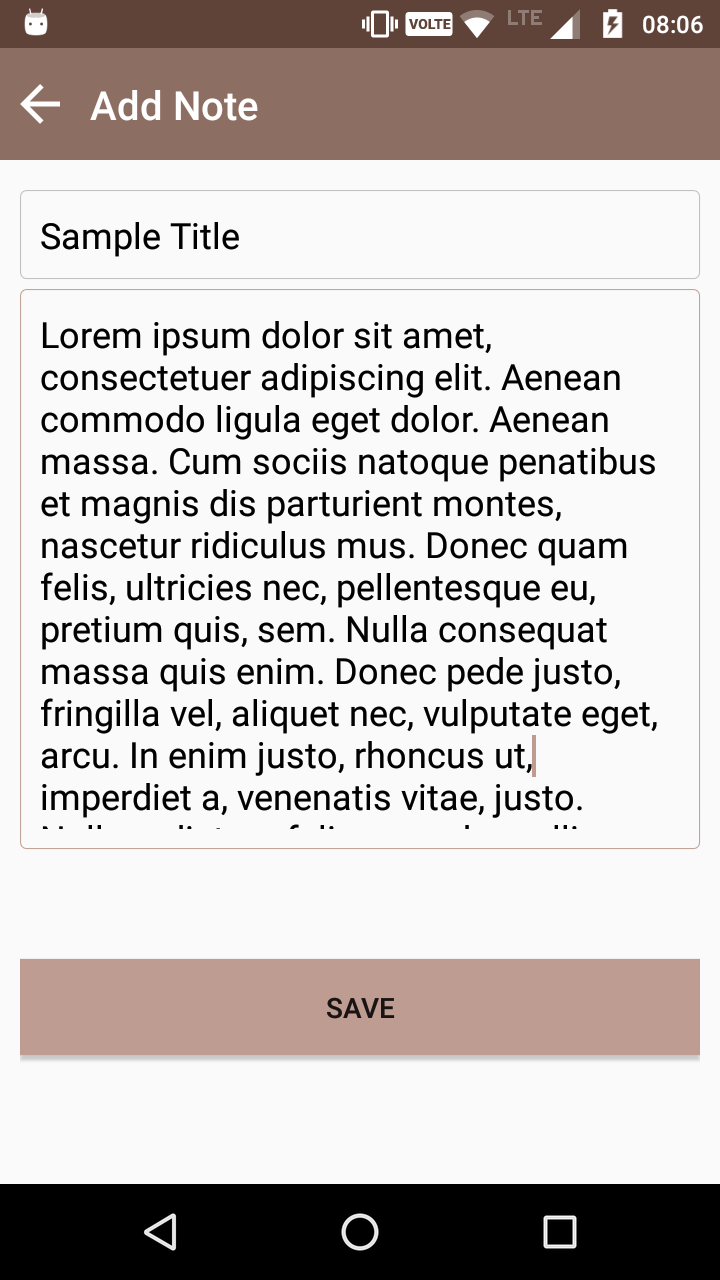 VOLTE LTE 08:06
Add Note
Sample Title
Lorem ipsum dolor sit amet,
consectetuer adipiscing elit. Aenean
commodo ligula eget dolor. Aenean
massa. Cum sociis natoque penatibus
et magnis dis parturient montes,
nascetur ridiculus mus. Donec quam
felis, ultricies nec, pellentesque eu,
pretium quis, sem. Nulla consequat
massa quis enim. Donec pede justo,
fringilla vel, aliquet nec, vulputate eget,
arcu. In enim justo, rhoncus ut,
imperdiet a, venenatis vitae, justo.
SAVE